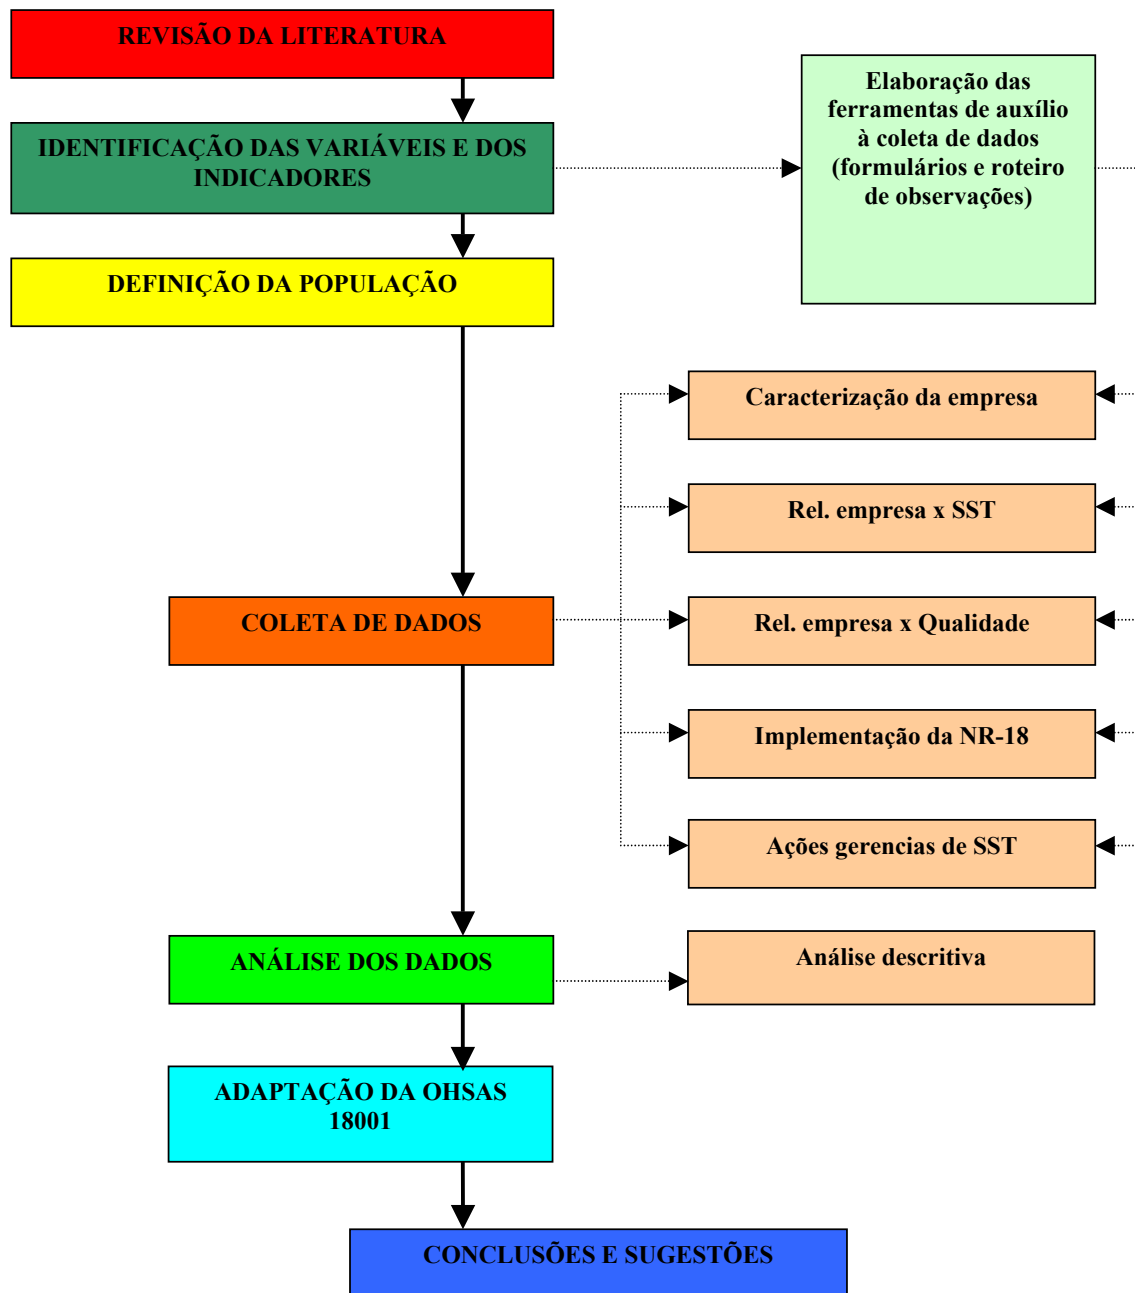 REVISÃO DA LITERATURA
IDENTIFICAÇÃO DAS VARIÁVEIS E DOS
INDICADORES
Elaboração das
ferramentas de auxílio
à coleta de dados
(formulários e roteiro
de observações)
DEFINIÇÃO DA POPULAÇÃO
Caracterização da empresa
Rel. empresa x SST
COLETA DE DADOS
Rel. empresa x Qualidade
Implementação da NR-18
Ações gerencias de SST
ANÁLISE DOS DADOS
Análise descritiva
ADAPTAÇÃO DA OHSAS
18001
CONCLUSÕES E SUGESTÕES